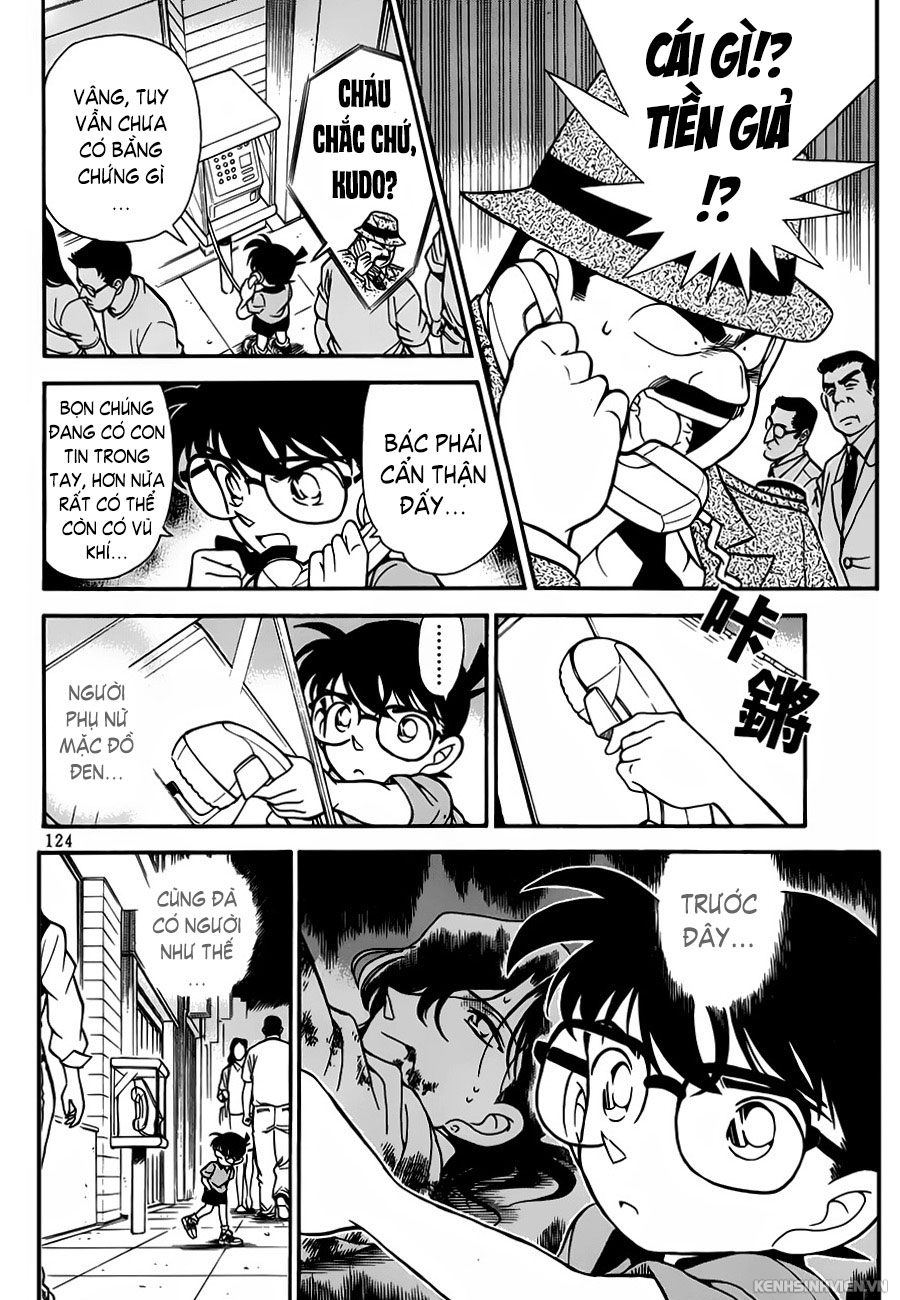 CÁI GÌ!?
TIỀN GIẢ
!?
CHÁU
CHẮC CHỨ,
KUDO?
VÂNG, TUY
VẪN CHƯA
CÓ BẰNG
CHỨNG GÌ
...
BÁC PHẢI
CẨN THẬN
ĐẤY...
BỌN CHÚNG
ĐANG CÓ CON
TIN TRONG
TAY, HƠN NỮA
RẤT CÓ THỂ
CÒN CÓ VŨ
KHÍ...
咔
鏘
........
NGƯỜI
PHỤ NỮ
MẶC ĐỒ
ĐEN...
124
TRƯỚC
ĐÂY...
CŨNG ĐÃ
CÓ NGƯỜI
NHƯ THẾ
...
KENHSINHVIEN.VN